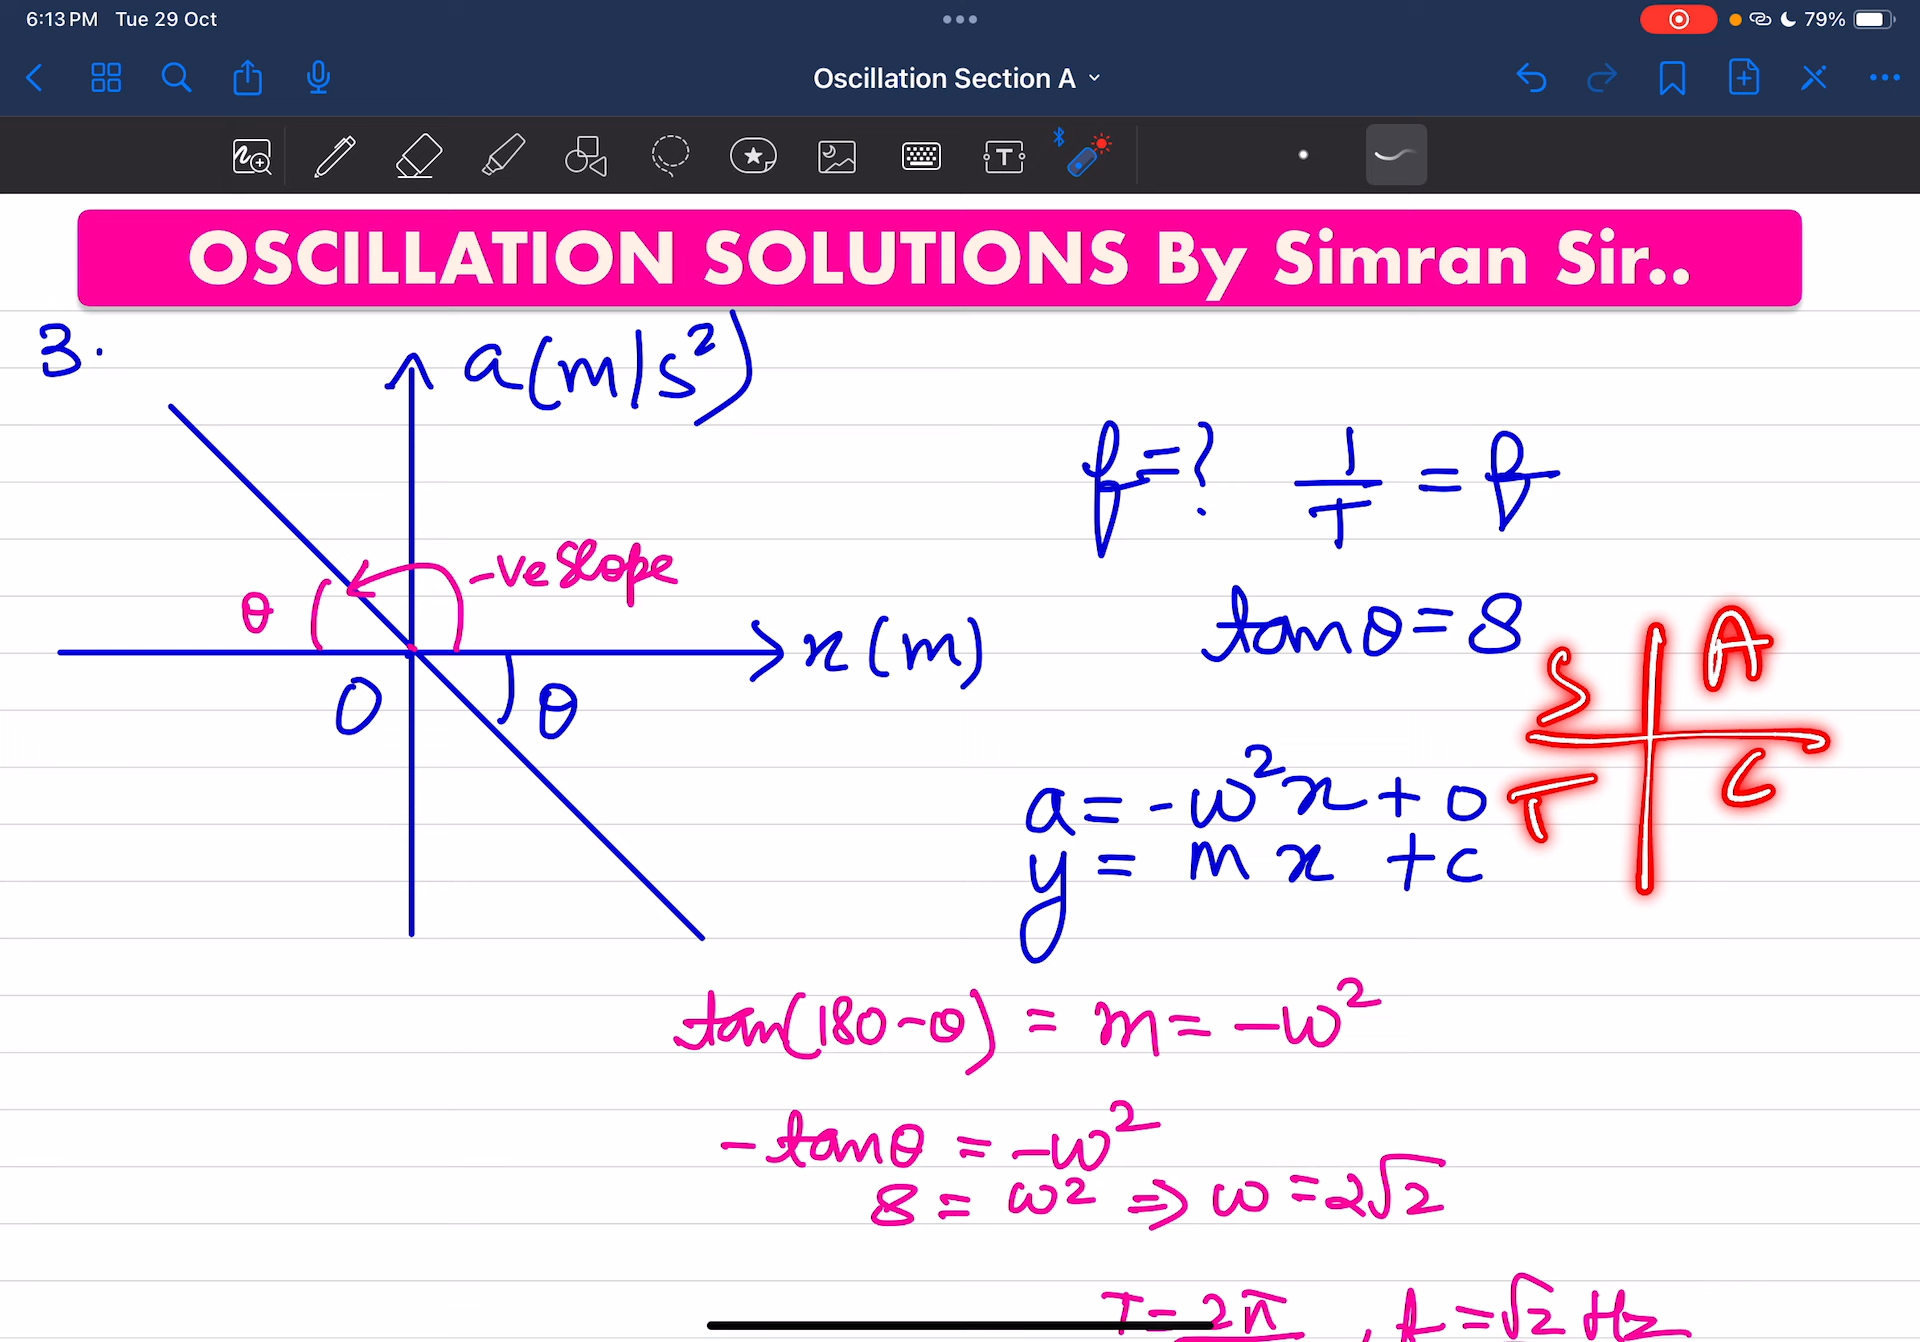 6:13 PM Tue 29 Oct
79%
Oscillation Section A
OSCILLATION SOLUTIONS By Simran Sir..
3.
a(m/s²)
f=? 1/T = f
-ve slope
θ
tanθ = 8
x(m)
O
θ
S A
T C
a = -ω²x + 0
y = mx + c
tan(180-θ) = m = -ω²
-tanθ = -ω²
8 = ω² ⇒ ω = 2√2
T = 2π , f = √2 Hz